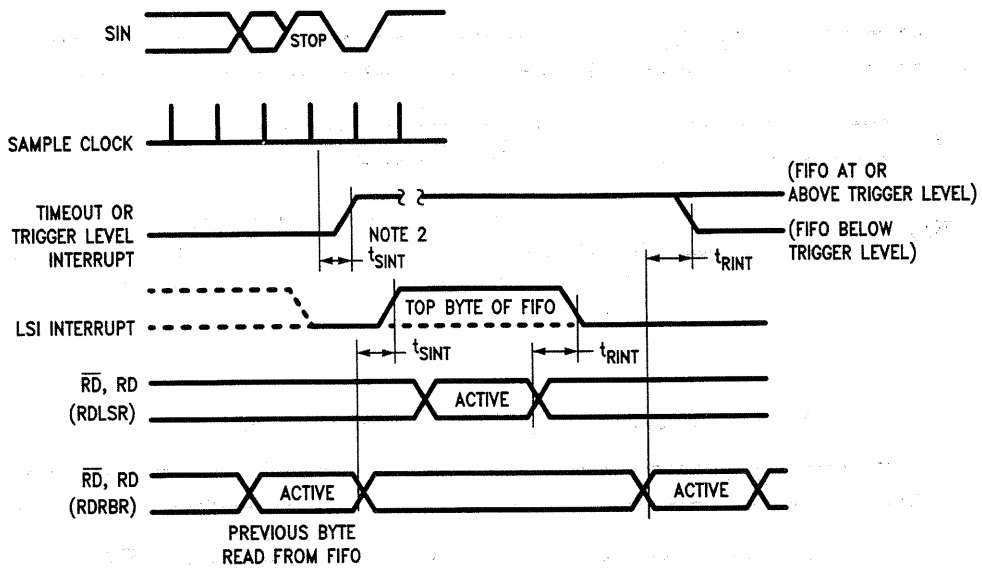 SIN
STOP
SAMPLE CLOCK
TIMEOUT OR
TRIGGER LEVEL
INTERRUPT
NOTE 2
tSINT
(FIFO AT OR
ABOVE TRIGGER LEVEL)
(FIFO BELOW
TRIGGER LEVEL)
tRINT
LSI INTERRUPT
TOP BYTE OF FIFO
tSINT
tRINT
R̅D̅, RD
(RDLSR)
ACTIVE
R̅D̅, RD
(RDRBR)
ACTIVE
ACTIVE
PREVIOUS BYTE
READ FROM FIFO